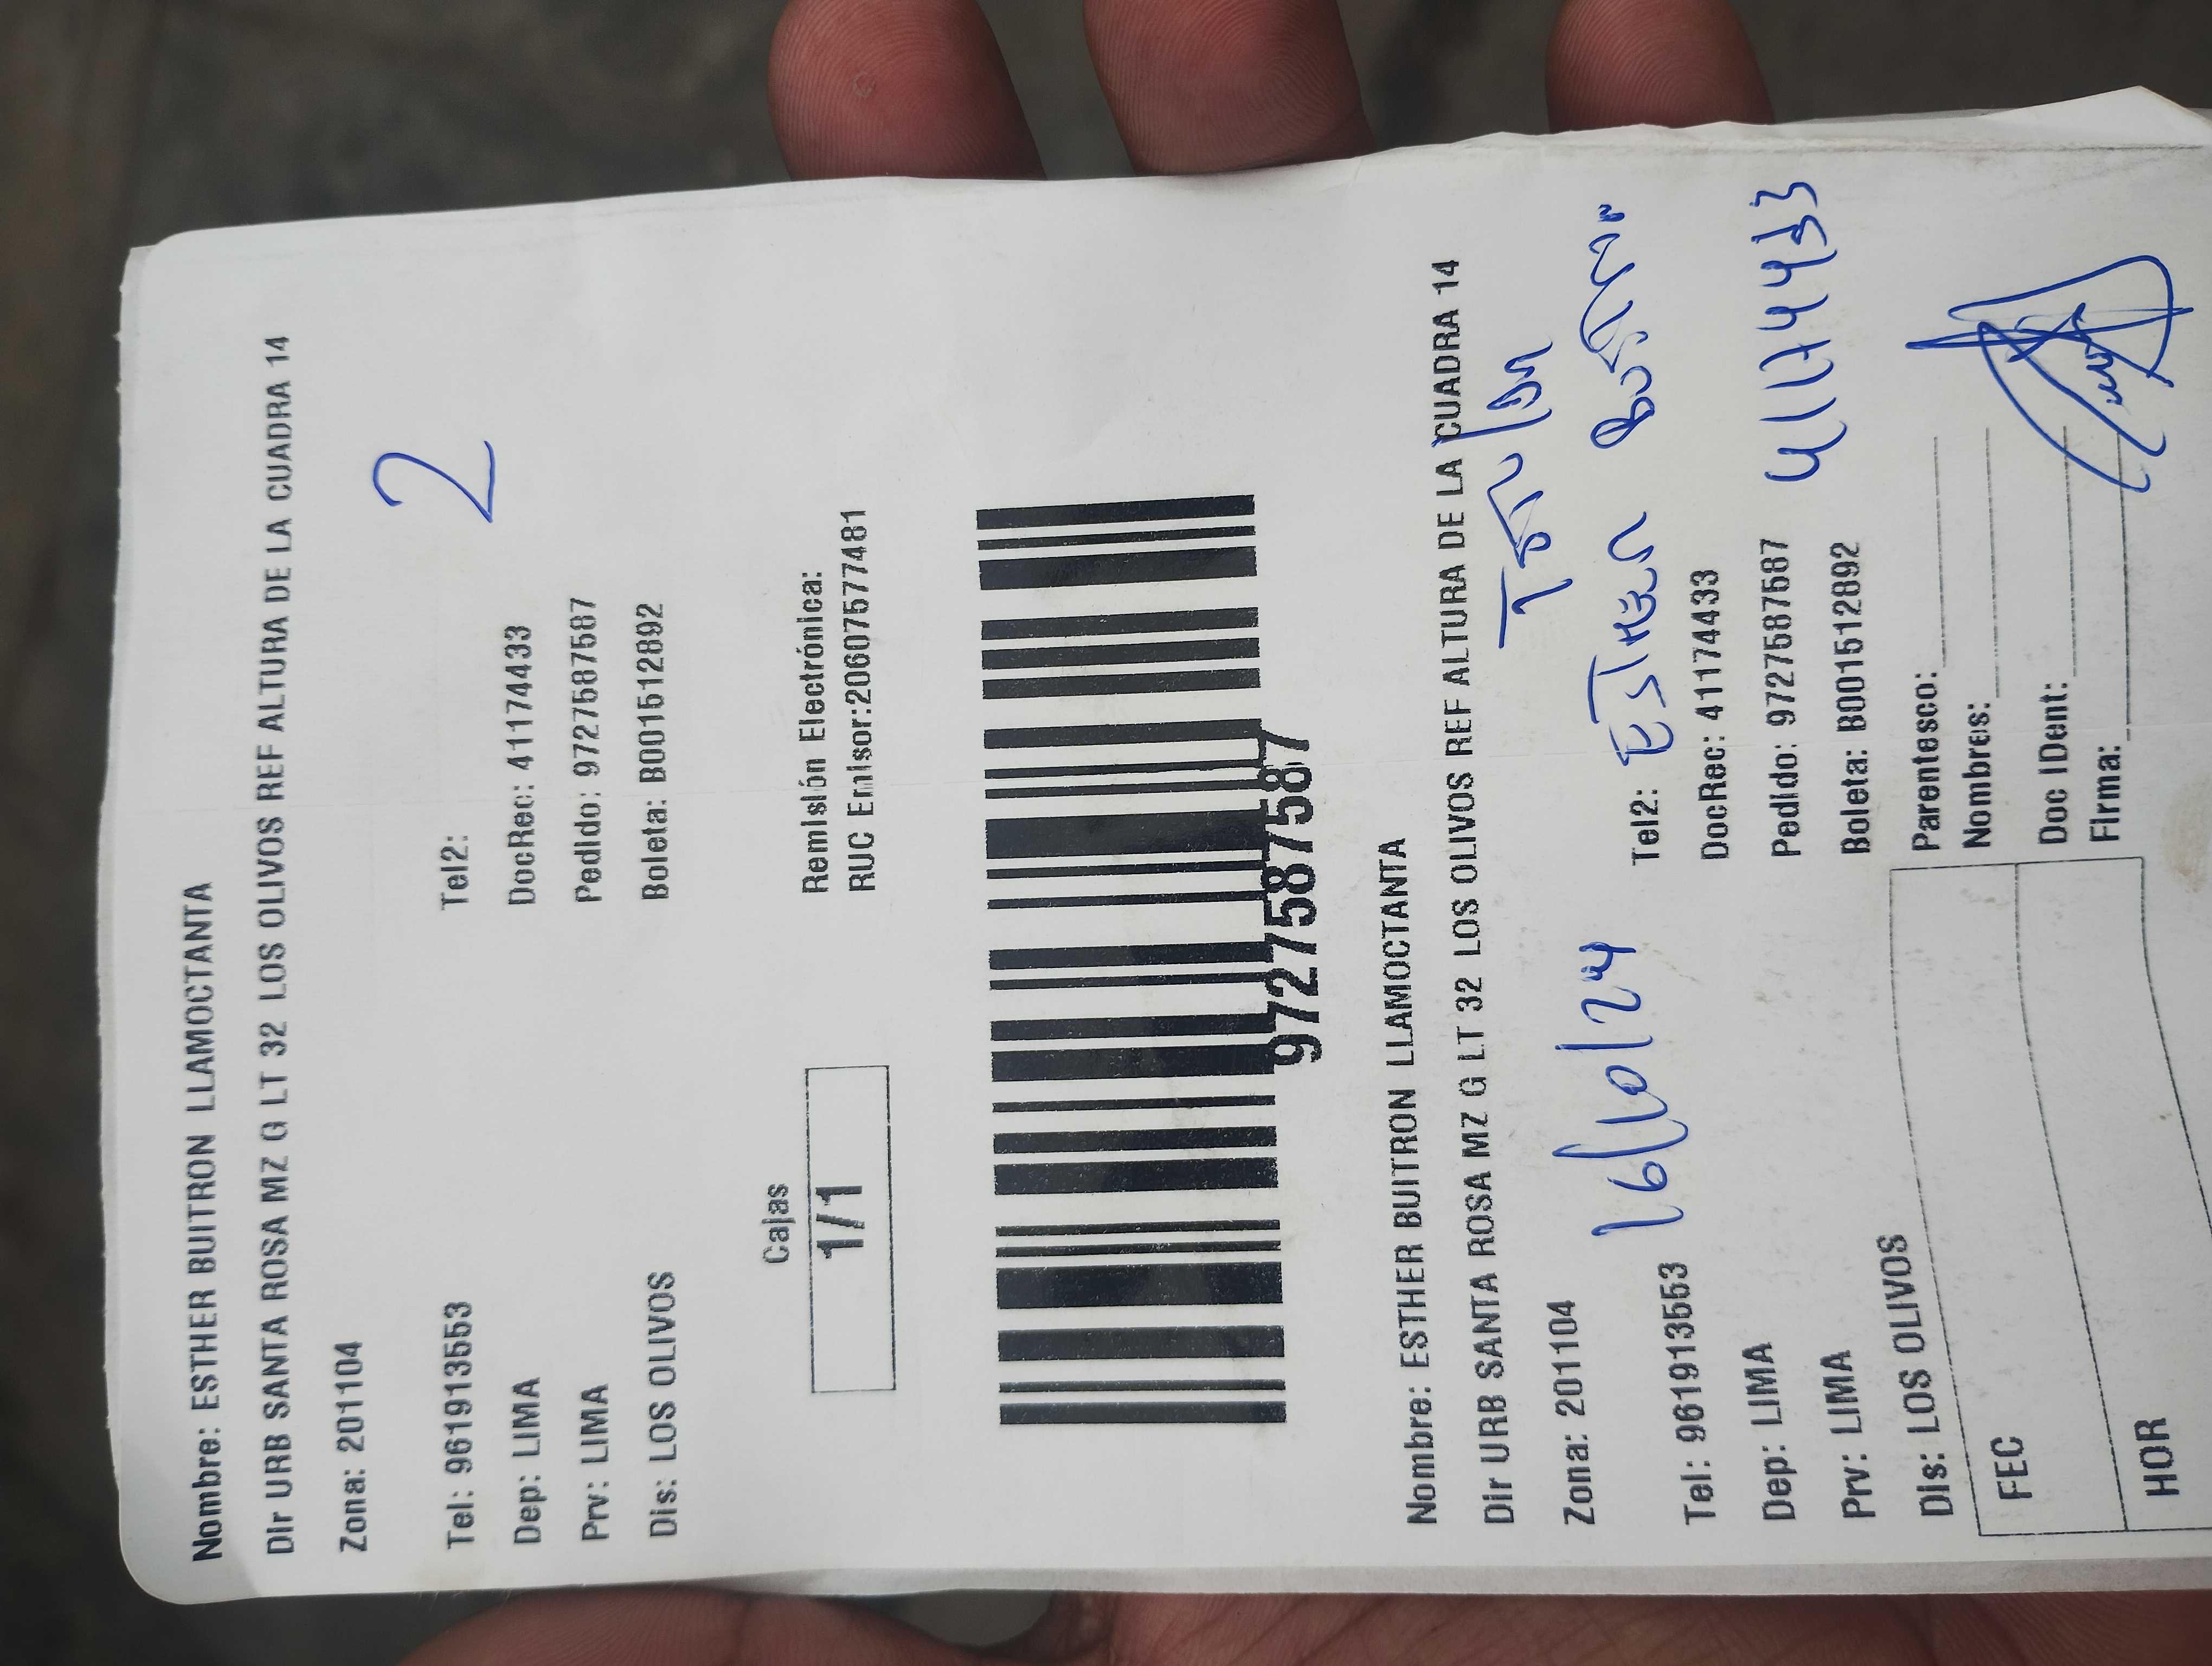 Nombre: ESTHER BUITRON LLAMOCTANTA
Dir URB SANTA ROSA MZ G LT 32 LOS OLIVOS REF ALTURA DE LA CUADRA 14
Zona: 201104
2
Tel: 961913553
Tel2:
Dep: LIMA
DocRec: 41174433
Prv: LIMA
Pedido: 97275875 87
Dis: LOS OLIVOS
Boleta: B001512892
Cajas
1/1
Remisión Electrónica:
RUC Emisor:20607577481
9727587587
Nombre: ESTHER BUITRON LLAMOCTANTA
Dir URB SANTA ROSA MZ G LT 32 LOS OLIVOS REF ALTURA DE LA CUADRA 14
Zona: 201104
16/10/24
Tel: 961913553
Tel2:
ESTHER
DocRec: 41174433
Dep: LIMA
Pedido: 9727587587
41174433
Prv: LIMA
Boleta: B001512892
Dis: LOS OLIVOS
Parentesco:
FEC
Nombres:
Doc IDent:
HOR
Firma: